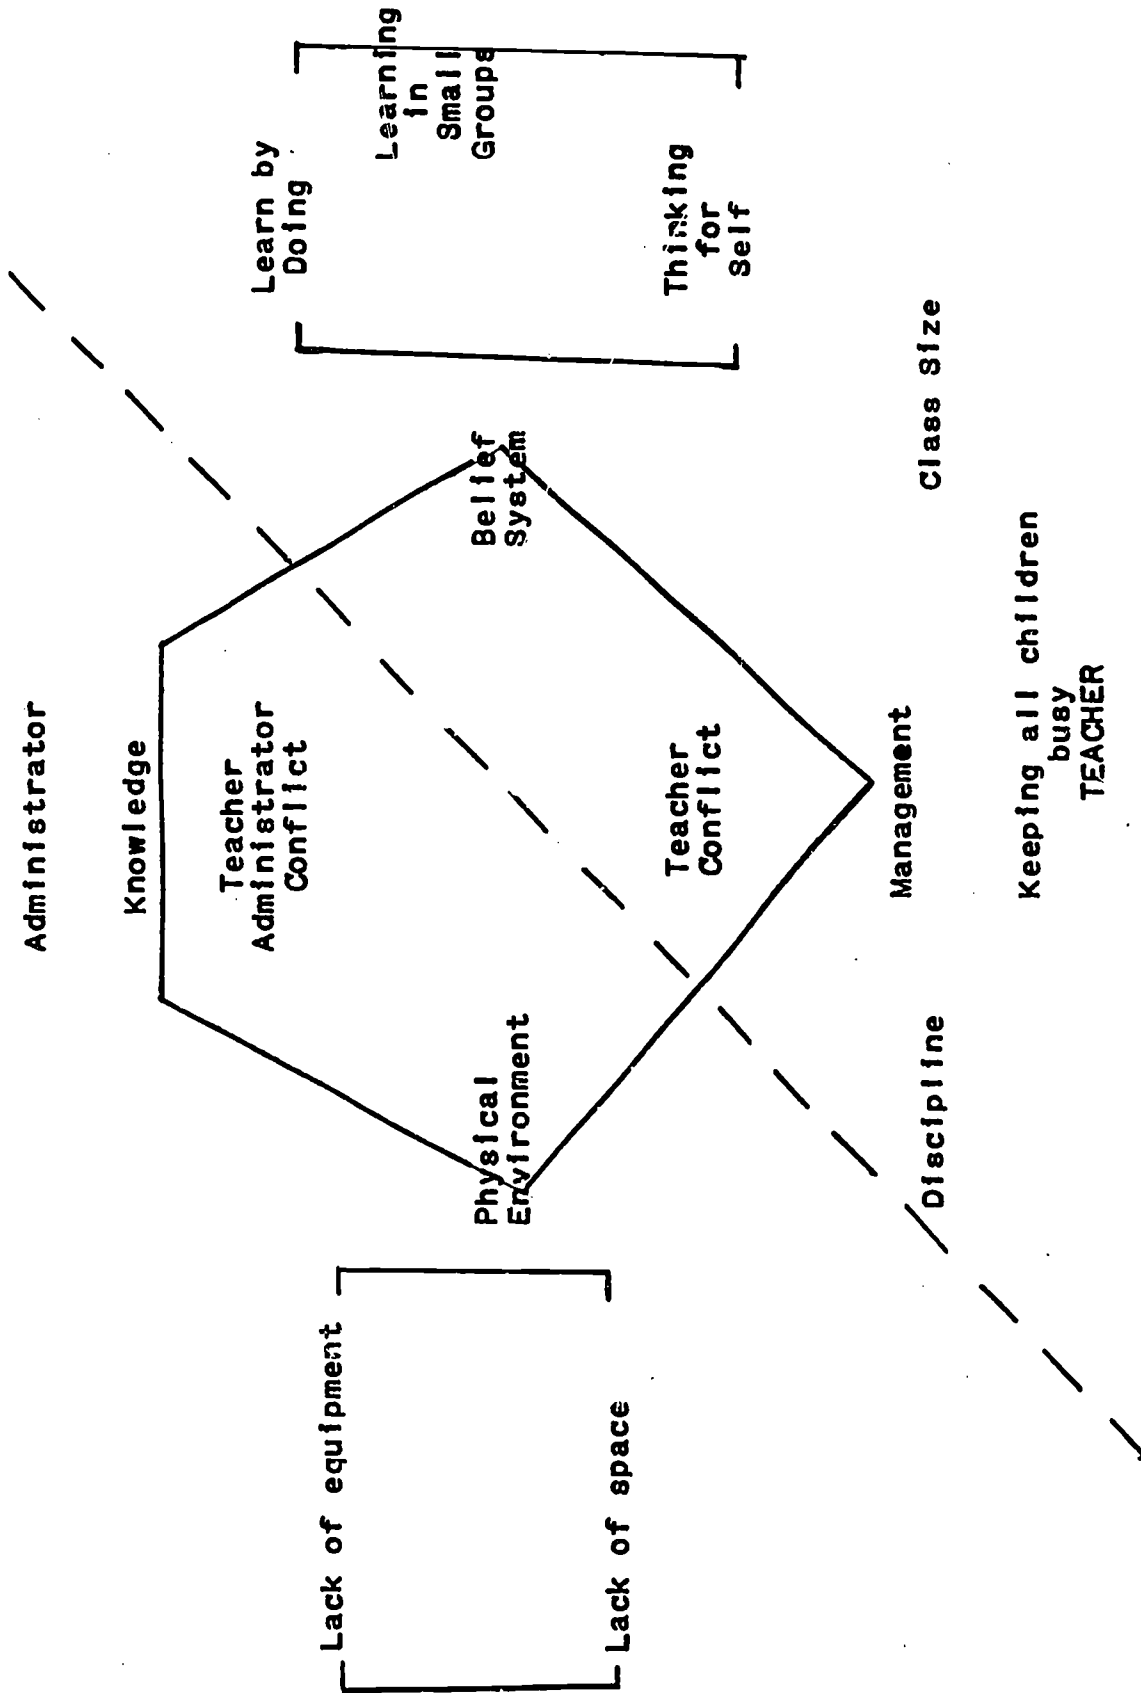 Administrator
Knowledge
Teacher
Administrator
Conflict
Learn by
Doing
Learning
in
Small
Groups
Lack of equipment
Physical
Environment
Belief
System
Lack of space
Teacher
Conflict
Thinking
for
Self
Management
Discipline
Class Size
Keeping all children
busy
TEACHER